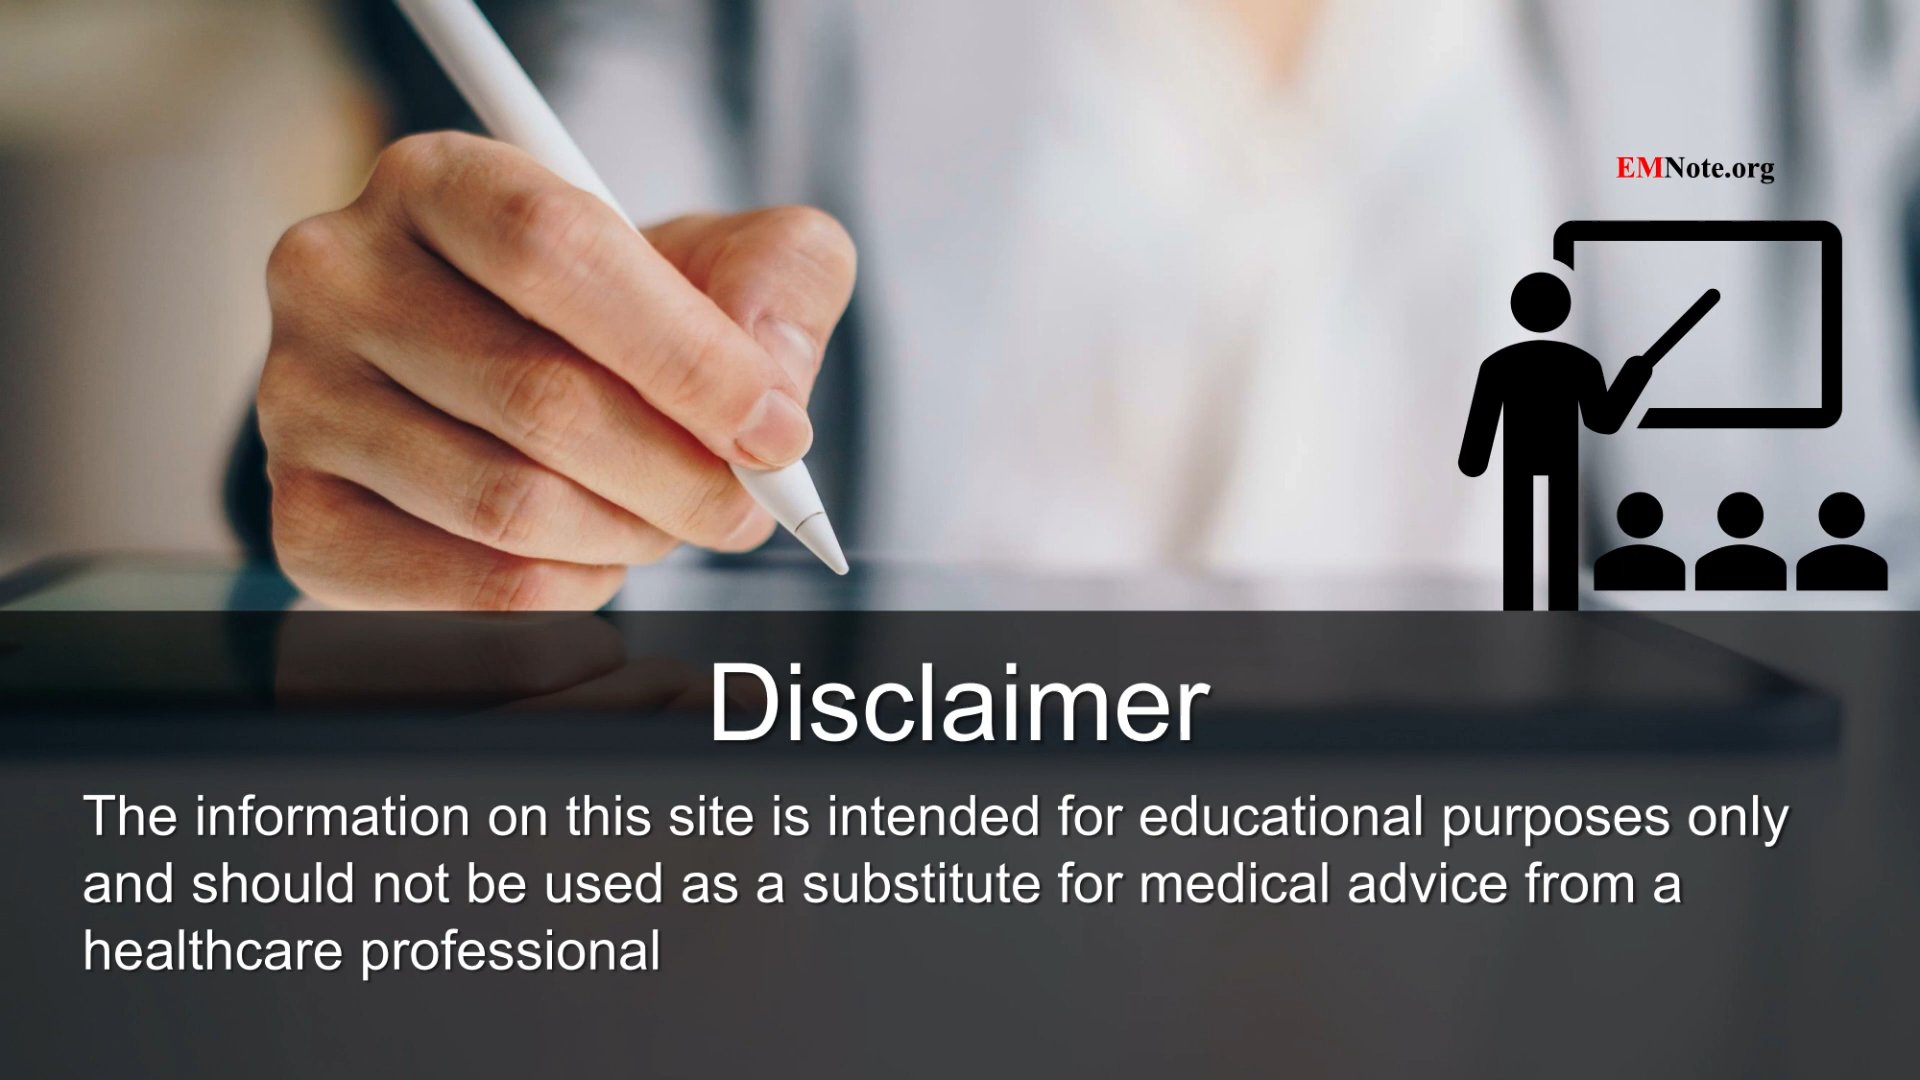 EMNote.org
Disclaimer
The information on this site is intended for educational purposes only
and should not be used as a substitute for medical advice from a
healthcare professional